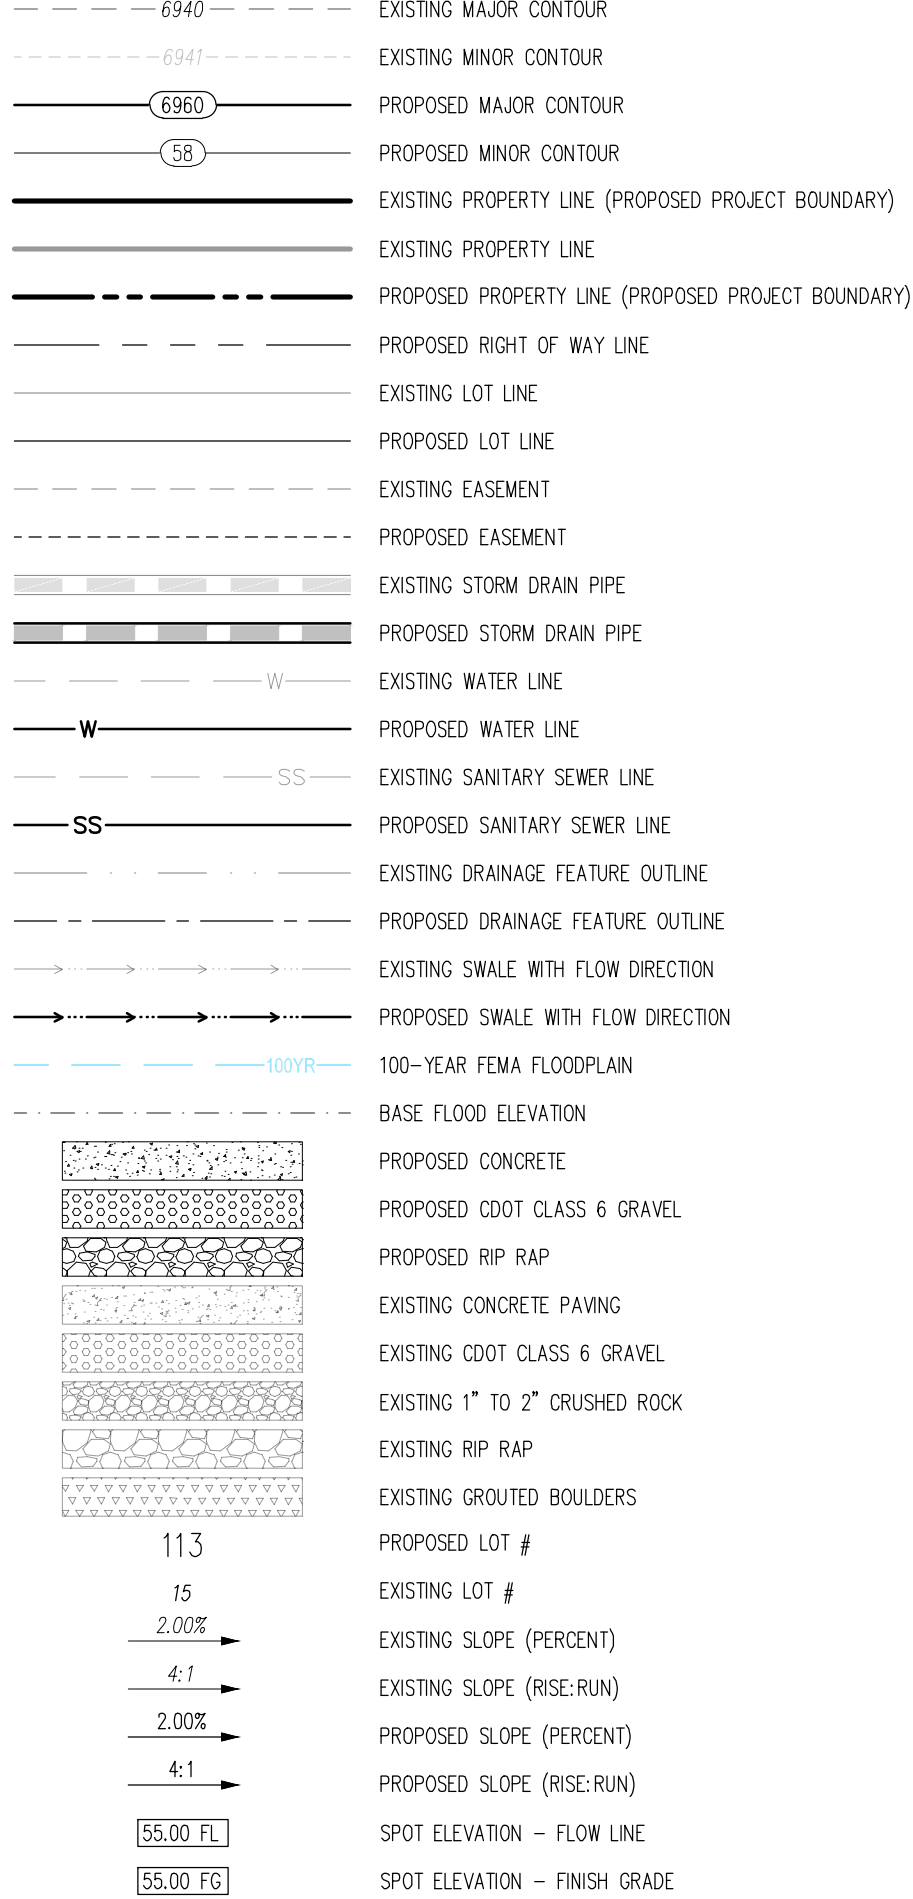 6940 EXISTING MAJOR CONTOUR
6941 EXISTING MINOR CONTOUR
6960 PROPOSED MAJOR CONTOUR
58 PROPOSED MINOR CONTOUR
EXISTING PROPERTY LINE (PROPOSED PROJECT BOUNDARY)
EXISTING PROPERTY LINE
PROPOSED PROPERTY LINE (PROPOSED PROJECT BOUNDARY)
PROPOSED RIGHT OF WAY LINE
EXISTING LOT LINE
PROPOSED LOT LINE
EXISTING EASEMENT
PROPOSED EASEMENT
EXISTING STORM DRAIN PIPE
PROPOSED STORM DRAIN PIPE
W EXISTING WATER LINE
W PROPOSED WATER LINE
SS EXISTING SANITARY SEWER LINE
SS PROPOSED SANITARY SEWER LINE
EXISTING DRAINAGE FEATURE OUTLINE
PROPOSED DRAINAGE FEATURE OUTLINE
EXISTING SWALE WITH FLOW DIRECTION
PROPOSED SWALE WITH FLOW DIRECTION
100YR 100-YEAR FEMA FLOODPLAIN
BASE FLOOD ELEVATION
PROPOSED CONCRETE
PROPOSED CDOT CLASS 6 GRAVEL
PROPOSED RIP RAP
EXISTING CONCRETE PAVING
EXISTING CDOT CLASS 6 GRAVEL
EXISTING 1" TO 2" CRUSHED ROCK
EXISTING RIP RAP
EXISTING GROUTED BOULDERS
113 PROPOSED LOT #
15 EXISTING LOT #
2.00% EXISTING SLOPE (PERCENT)
4:1 EXISTING SLOPE (RISE:RUN)
2.00% PROPOSED SLOPE (PERCENT)
4:1 PROPOSED SLOPE (RISE:RUN)
55.00 FL SPOT ELEVATION – FLOW LINE
55.00 FG SPOT ELEVATION – FINISH GRADE